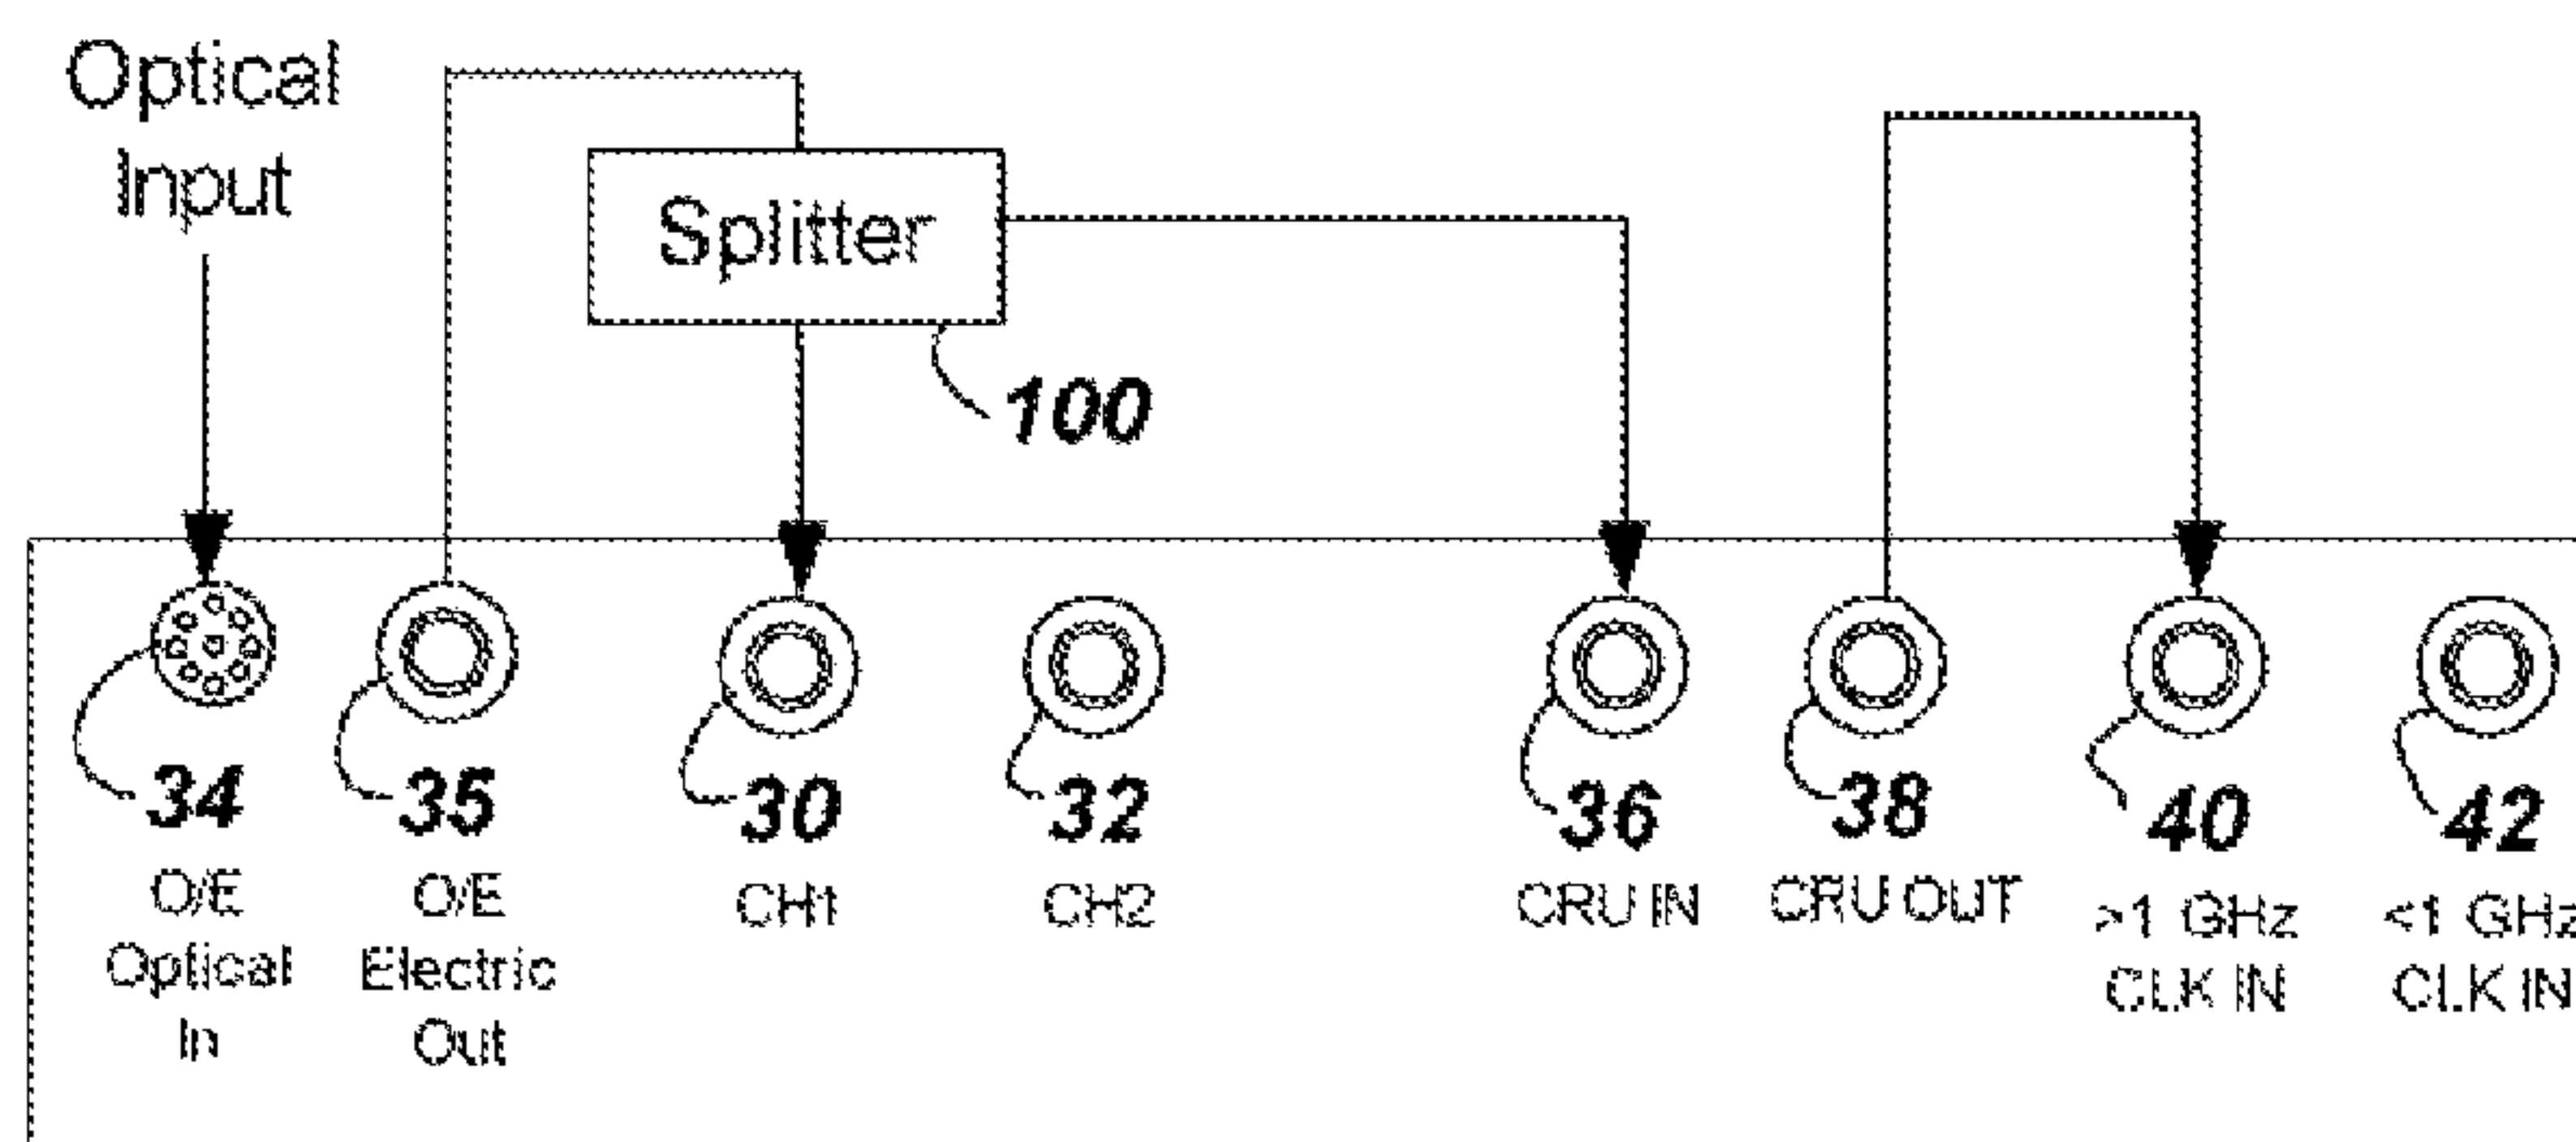 Optical
Input
Splitter
100
34
35
30
32
36
38
40
42
O/E
Optical
In
O/E
Electric
Out
CH1
CH2
CRU IN
CRU OUT
>1 GHz
CLK IN
<1 GHz
CLK IN